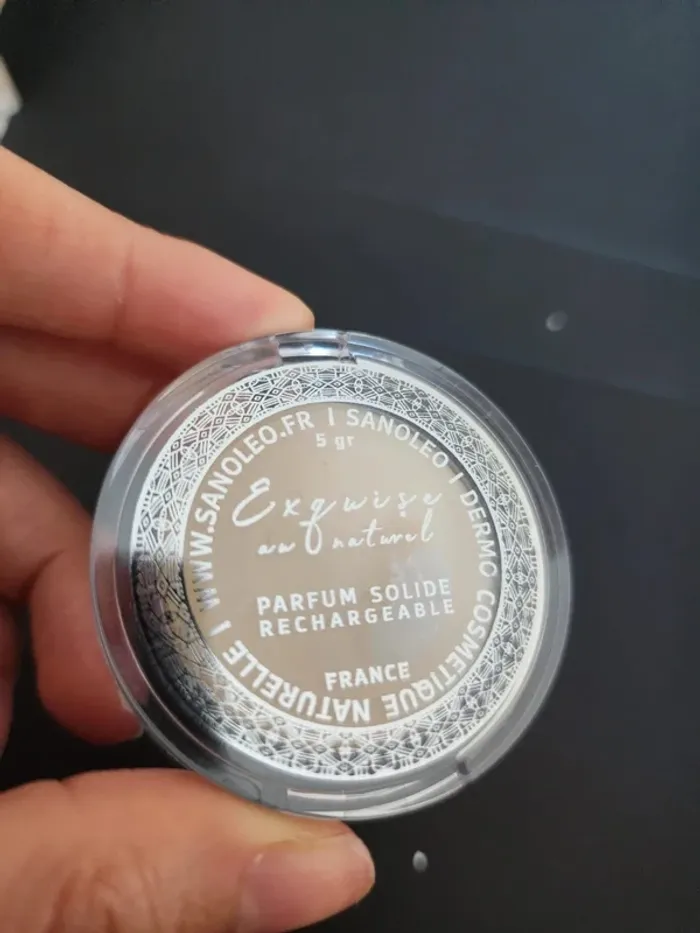 WWW.SANOLEO.FR | SANOLEO | DERMO COSMETIQUE NATURELLE |
5 gr
Exquise
au naturel
PARFUM SOLIDE
RECHARGEABLE
FRANCE